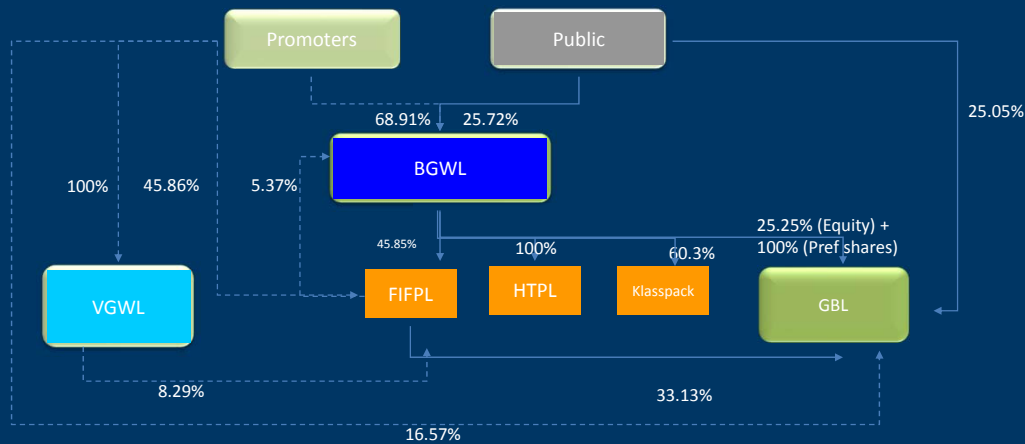 Promoters
Public
25.05%
68.91%
25.72%
BGWL
100%
45.86%
5.37%
25.25% (Equity) +
100% (Pref shares)
45.85%
100%
60.3%
VGWL
FIFPL
HTPL
Klasspack
GBL
8.29%
33.13%
16.57%